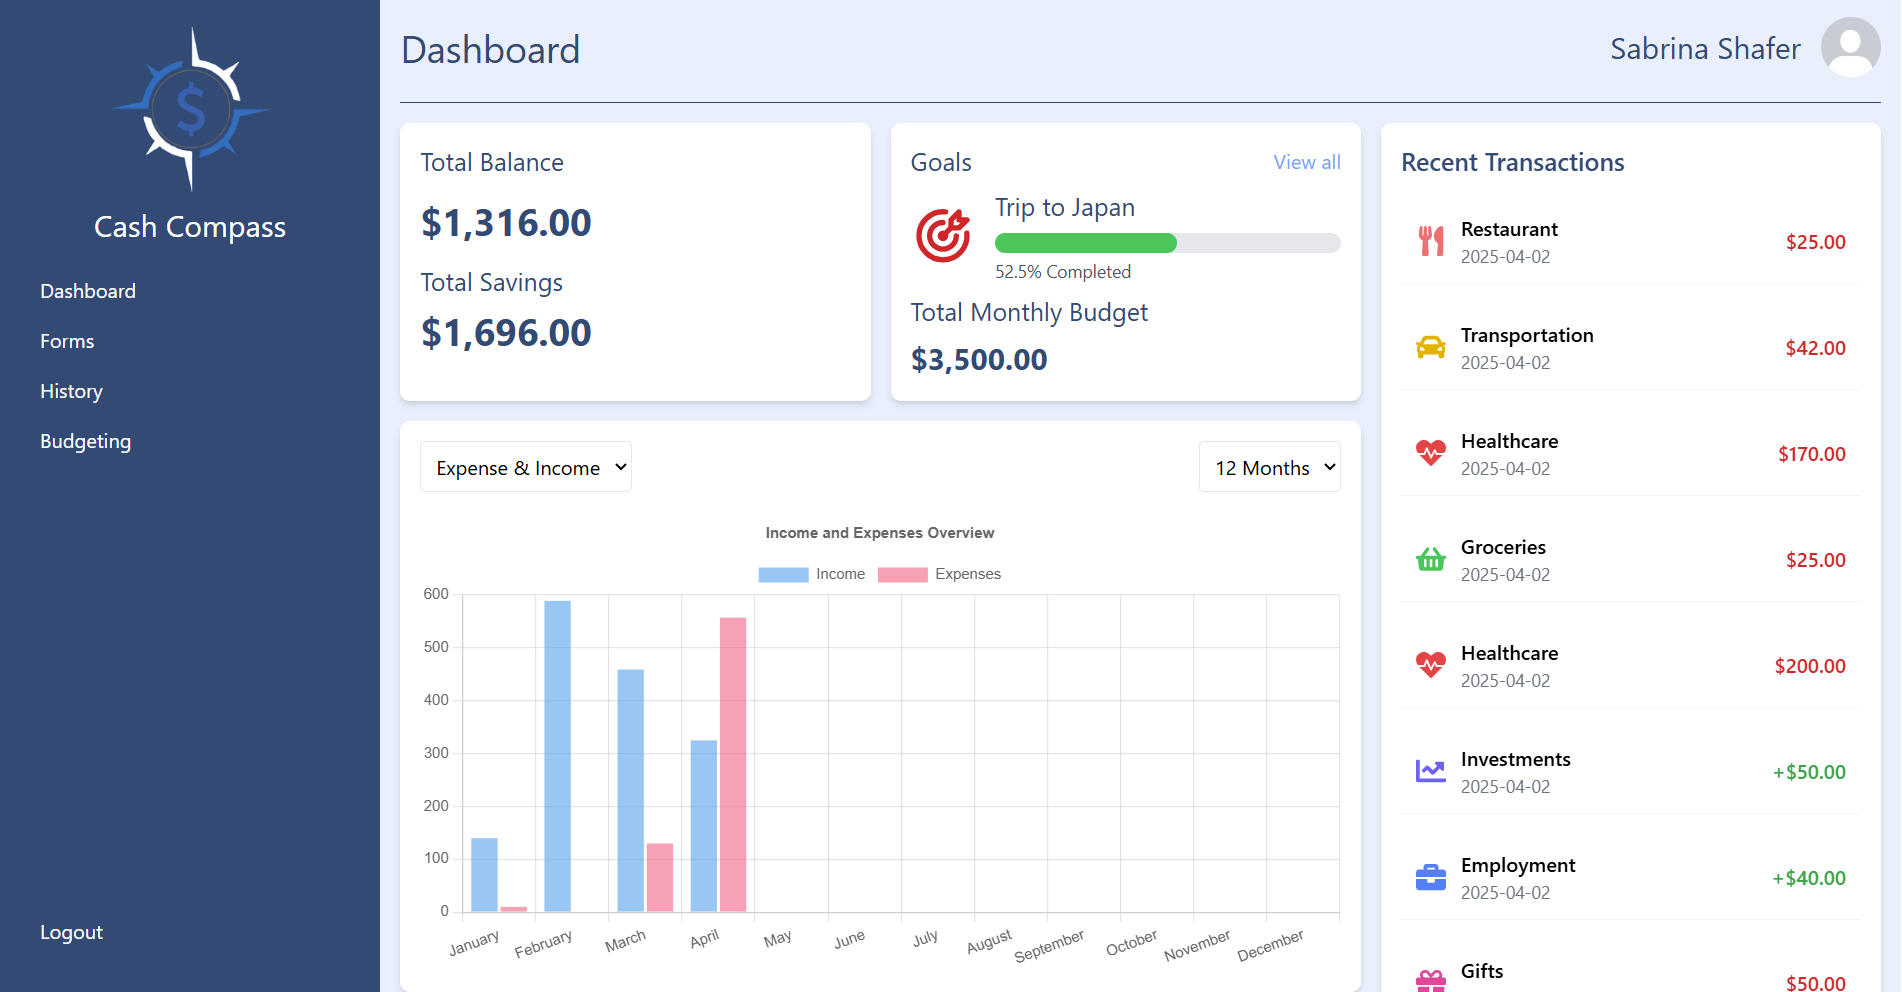 $
Cash Compass
Dashboard
Forms
History
Budgeting
Logout
Dashboard
Sabrina Shafer
Total Balance
$1,316.00
Total Savings
$1,696.00
Goals
View all
Trip to Japan
52.5% Completed
Total Monthly Budget
$3,500.00
Expense & Income
12 Months
Income and Expenses Overview
Income Expenses
600
500
400
300
200
100
0
January February March April May June July August September October November December
Recent Transactions
Restaurant
2025-04-02
$25.00
Transportation
2025-04-02
$42.00
Healthcare
2025-04-02
$170.00
Groceries
2025-04-02
$25.00
Healthcare
2025-04-02
$200.00
Investments
2025-04-02
+$50.00
Employment
2025-04-02
+$40.00
Gifts
$50.00